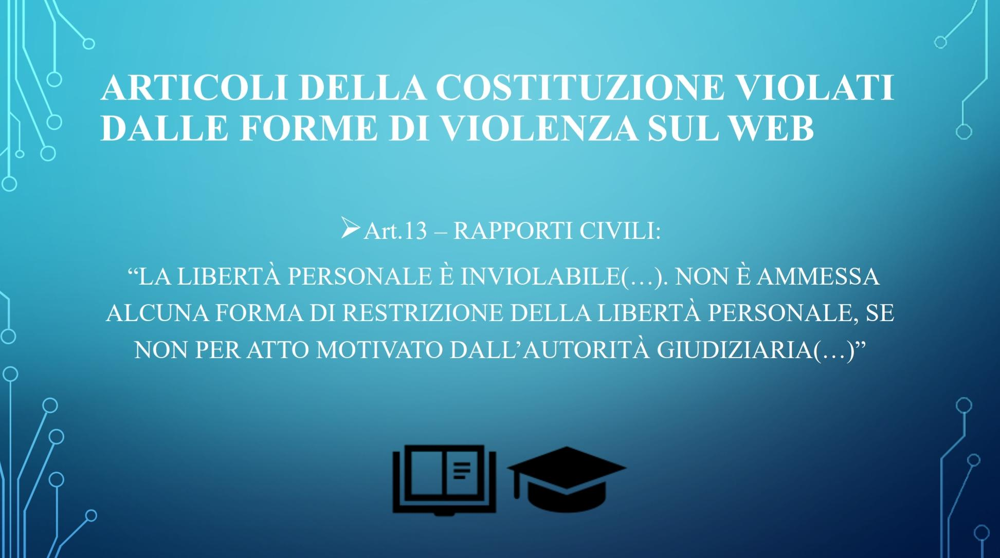 ARTICOLI DELLA COSTITUZIONE VIOLATI
DALLE FORME DI VIOLENZA SUL WEB
➢Art.13 – RAPPORTI CIVILI:
“LA LIBERTÀ PERSONALE È INVIOLABILE(…). NON È AMMESSA
ALCUNA FORMA DI RESTRIZIONE DELLA LIBERTÀ PERSONALE, SE
NON PER ATTO MOTIVATO DALL’AUTORITÀ GIUDIZIARIA(…)”